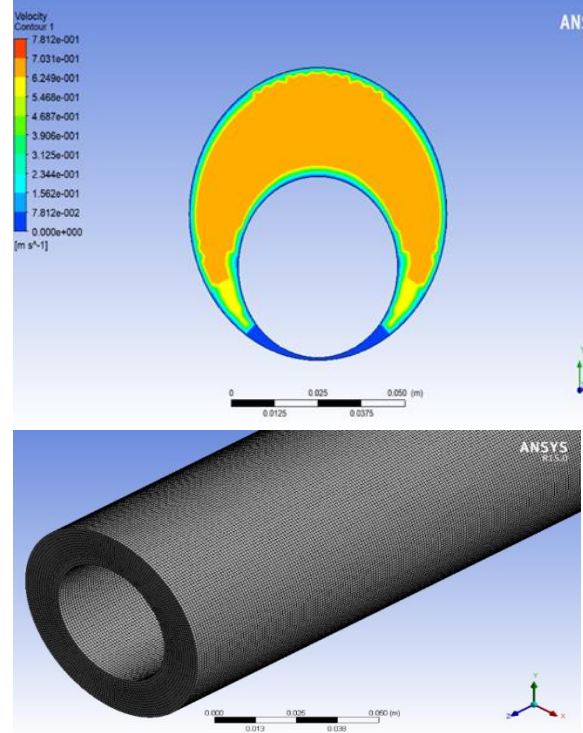 Velocity
Contour 1
ANS
7.812e-001
7.031e-001
6.249e-001
5.468e-001
4.687e-001
3.906e-001
3.125e-001
2.344e-001
1.562e-001
7.812e-002
0.000e+000
[m s^-1]
0 0.025 0.050 (m)
0.0125 0.0375
ANSYS
R15.0
Y
0.000 0.025 0.050 (m)
0.013 0.038
Z X